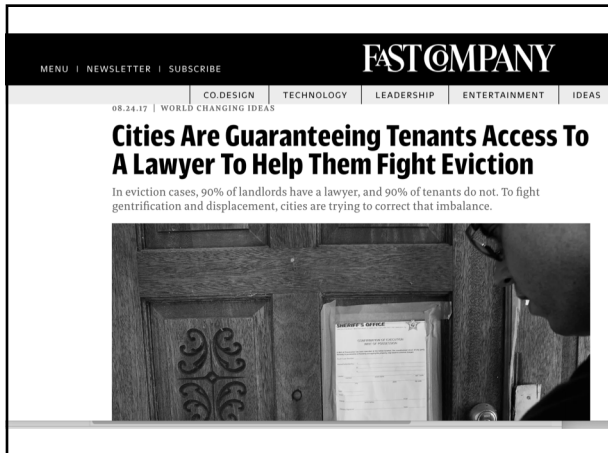 FAST COMPANY
MENU | NEWSLETTER | SUBSCRIBE
CO.DESIGN | TECHNOLOGY | LEADERSHIP | ENTERTAINMENT | IDEAS
08.24.17 | WORLD CHANGING IDEAS
Cities Are Guaranteeing Tenants Access To
A Lawyer To Help Them Fight Eviction
In eviction cases, 90% of landlords have a lawyer, and 90% of tenants do not. To fight
gentrification and displacement, cities are trying to correct that imbalance.
SHERIFF'S OFFICE